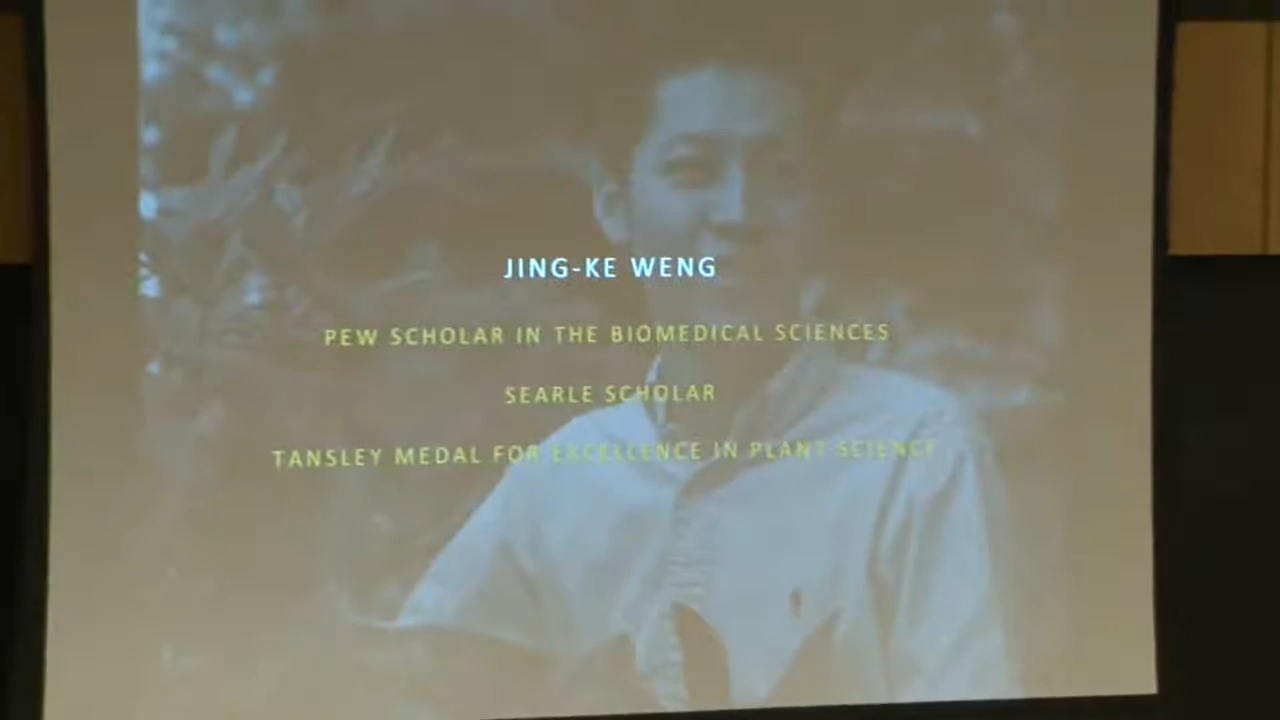 JING-KE WENG
PEW SCHOLAR IN THE BIOMEDICAL SCIENCES
SEARLE SCHOLAR
TANSLEY MEDAL FOR EXCELLENCE IN PLANT SCIENCE